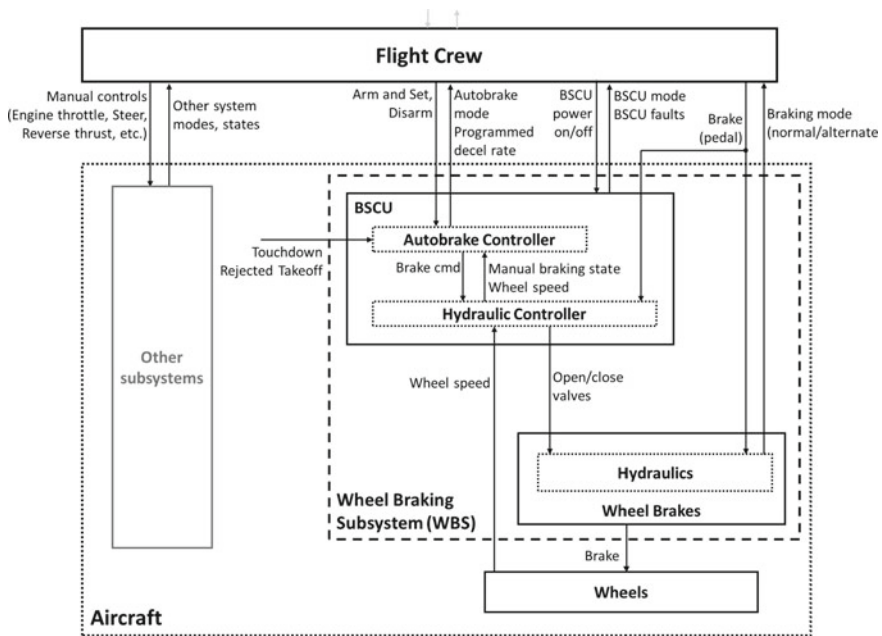 Flight Crew
Manual controls
(Engine throttle, Steer,
Reverse thrust, etc.)
Other system
modes, states
Arm and Set,
Disarm
Autobrake
mode
Programmed
decel rate
BSCU
power
on/off
BSCU mode
BSCU faults
Brake
(pedal)
Braking mode
(normal/alternate
BSCU
Autobrake Controller
Touchdown
Rejected Takeoff
Brake cmd
Manual braking state
Wheel speed
Hydraulic Controller
Other
subsystems
Wheel speed
Open/close
valves
Hydraulics
Wheel Brakes
Wheel Braking
Subsystem (WBS)
Brake
Wheels
Aircraft